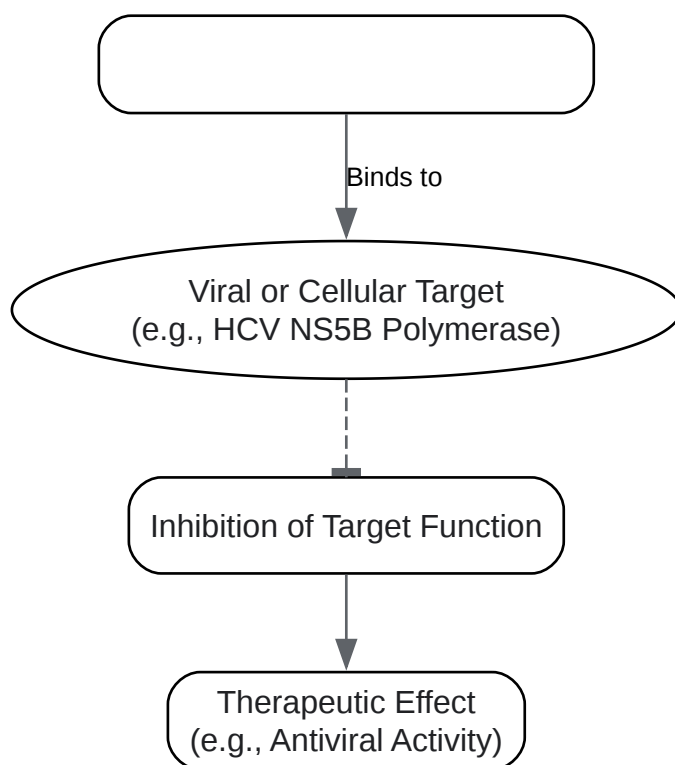 Binds to
Viral or Cellular Target
(e.g., HCV NS5B Polymerase)
Inhibition of Target Function
Therapeutic Effect
(e.g., Antiviral Activity)